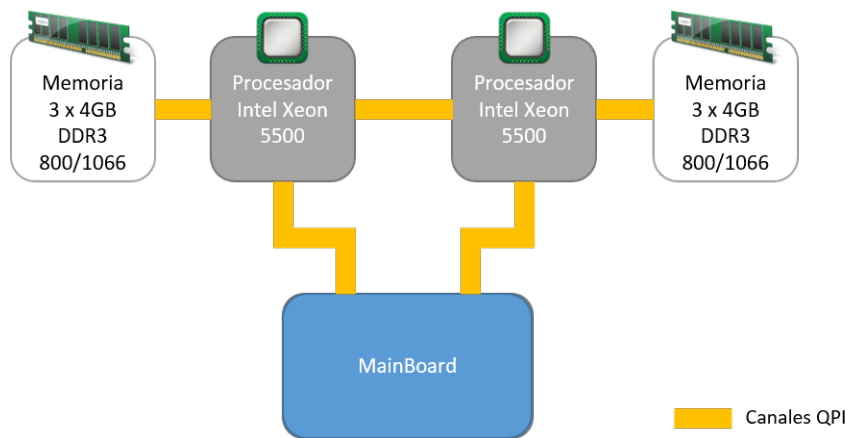 Memoria
3 x 4GB
DDR3
800/1066
Procesador
Intel Xeon
5500
Procesador
Intel Xeon
5500
Memoria
3 x 4GB
DDR3
800/1066
MainBoard
Canales QPI